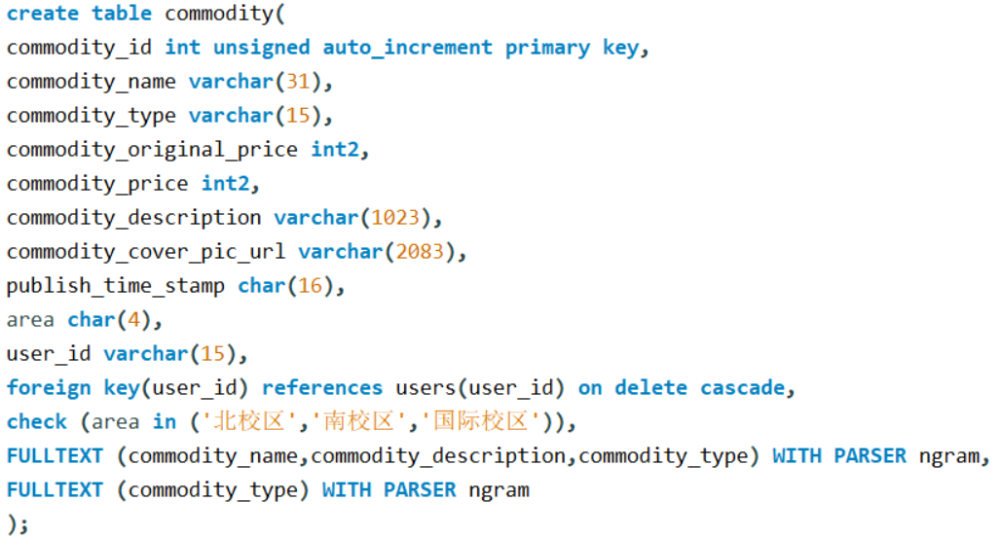 create table commodity(
commodity_id int unsigned auto_increment primary key,
commodity_name varchar(31),
commodity_type varchar(15),
commodity_original_price int2,
commodity_price int2,
commodity_description varchar(1023),
commodity_cover_pic_url varchar(2083),
publish_time_stamp char(16),
area char(4),
user_id varchar(15),
foreign key(user_id) references users(user_id) on delete cascade,
check (area in ('北校区','南校区','国际校区')),
FULLTEXT (commodity_name,commodity_description,commodity_type) WITH PARSER ngram,
FULLTEXT (commodity_type) WITH PARSER ngram
);